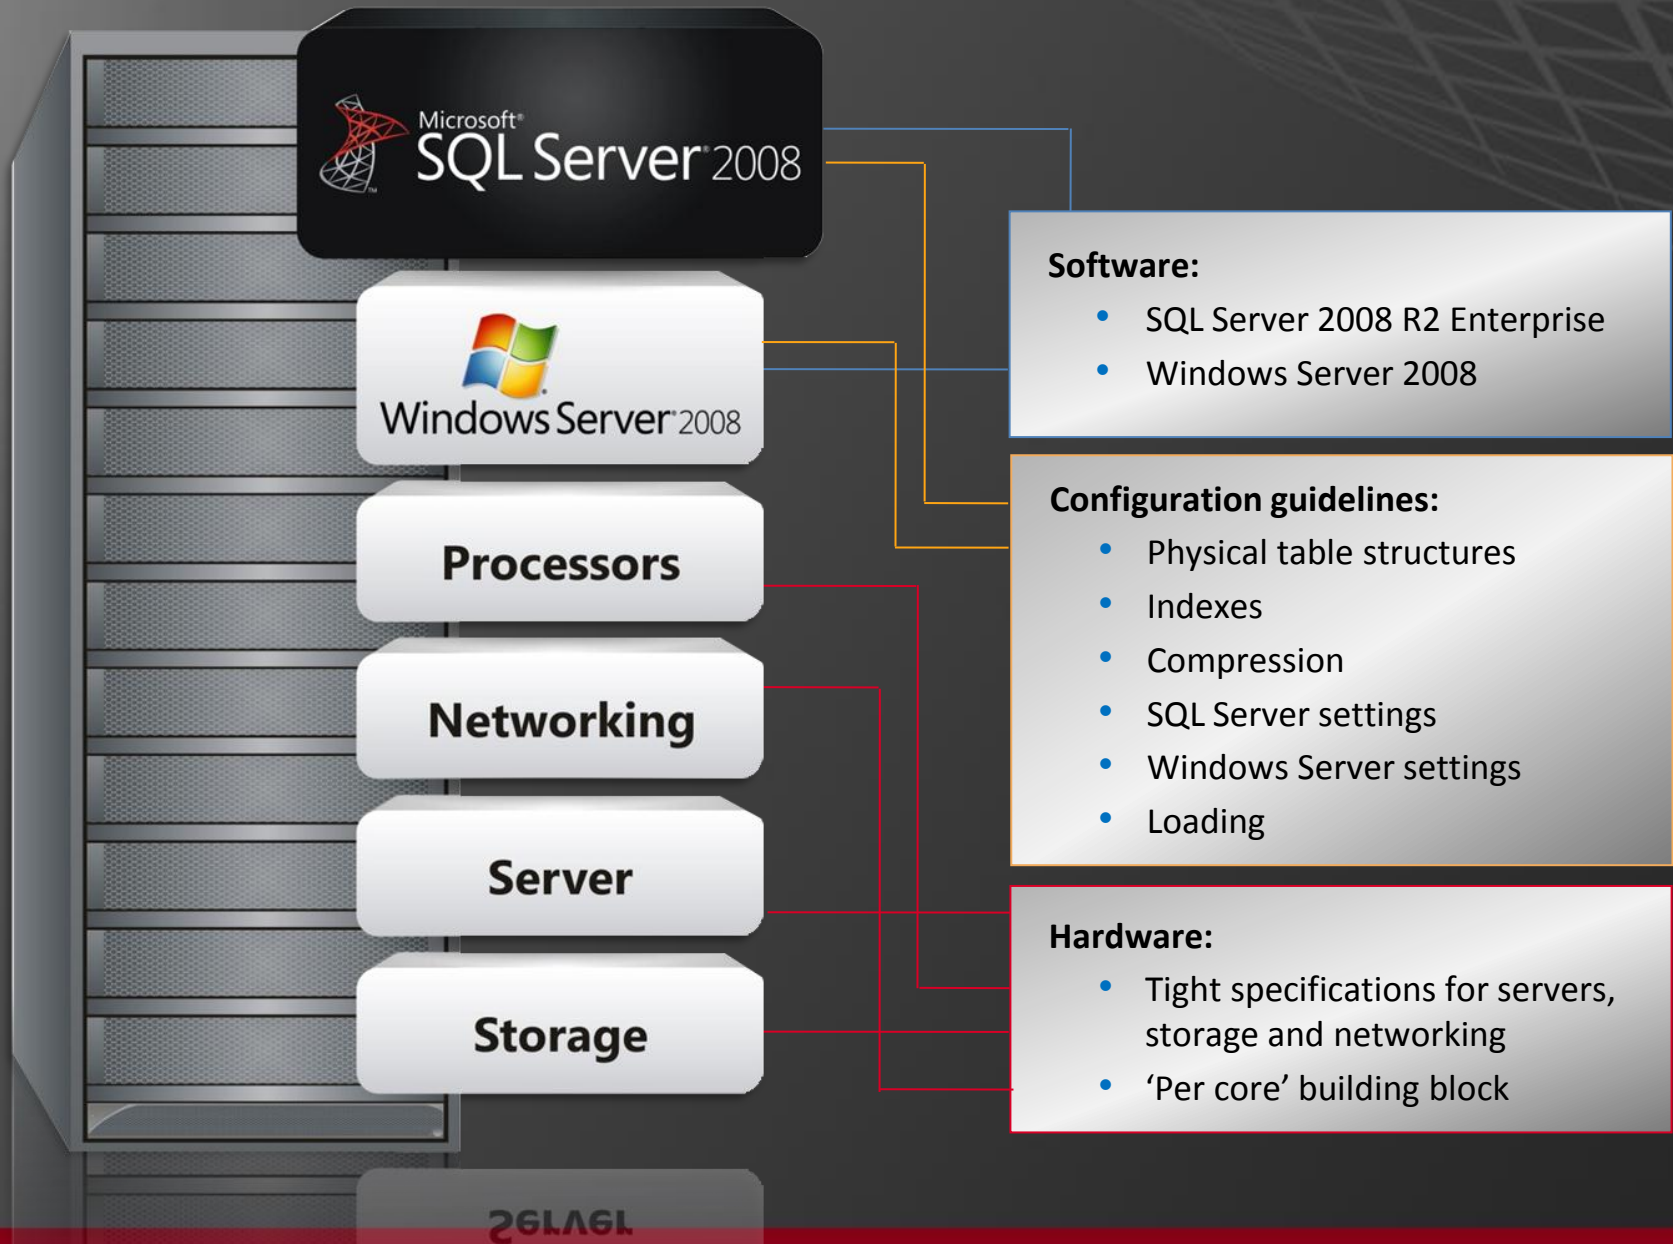 Microsoft®
SQL Server® 2008
Windows Server® 2008
Processors
Networking
Server
Storage
Server
Software:
• SQL Server 2008 R2 Enterprise
• Windows Server 2008
Configuration guidelines:
• Physical table structures
• Indexes
• Compression
• SQL Server settings
• Windows Server settings
• Loading
Hardware:
• Tight specifications for servers,
storage and networking
• ‘Per core’ building block